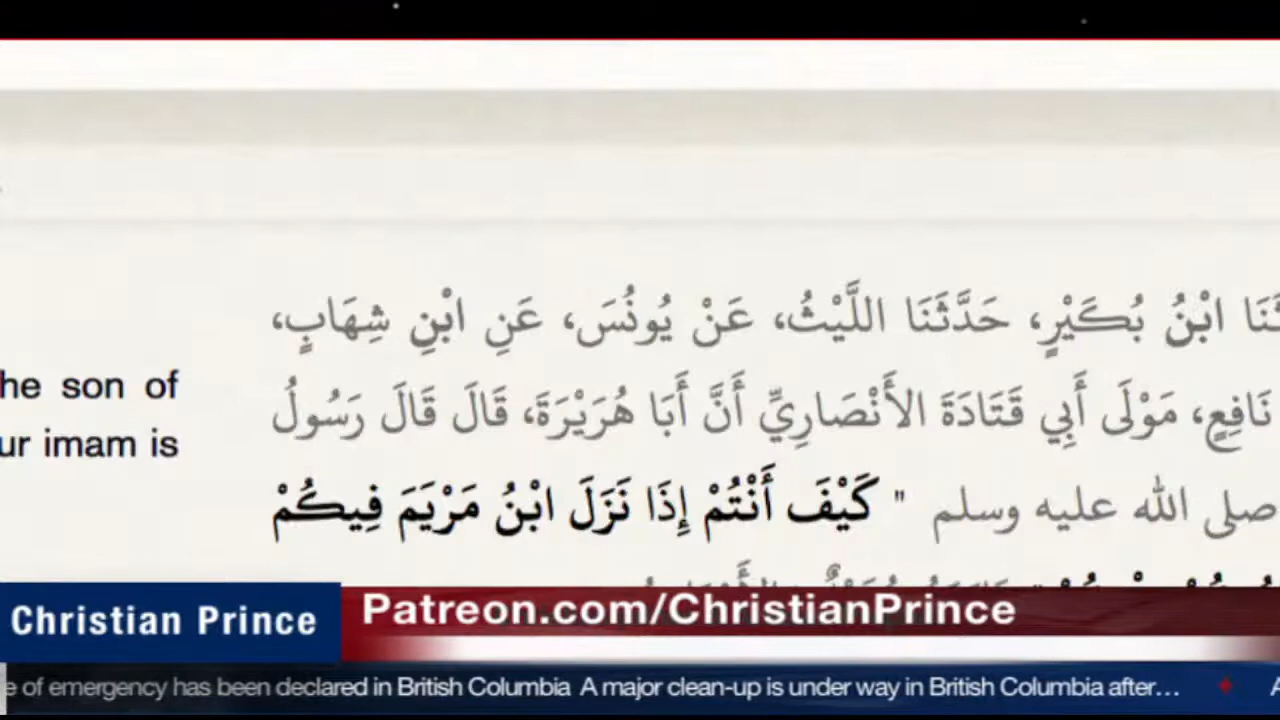 ابْنُ بُكَيْرٍ، حَدَّثَنَا اللَّيْثُ، عَنْ يُونُسَ، عَنِ ابْنِ شِهَابٍ،
نَافِعٍ، مَوْلَى أَبِي قَتَادَةَ الأَنْصَارِيِّ أَنَّ أَبَا هُرَيْرَةَ، قَالَ قَالَ رَسُولُ
صلى الله عليه وسلم " كَيْفَ أَنْتُمْ إِذَا نَزَلَ ابْنُ مَرْيَمَ فِيكُمْ
he son of
ur imam is
Christian Prince
Patreon.com/ChristianPrince
e of emergency has been declared in British Columbia A major clean-up is under way in British Columbia after…